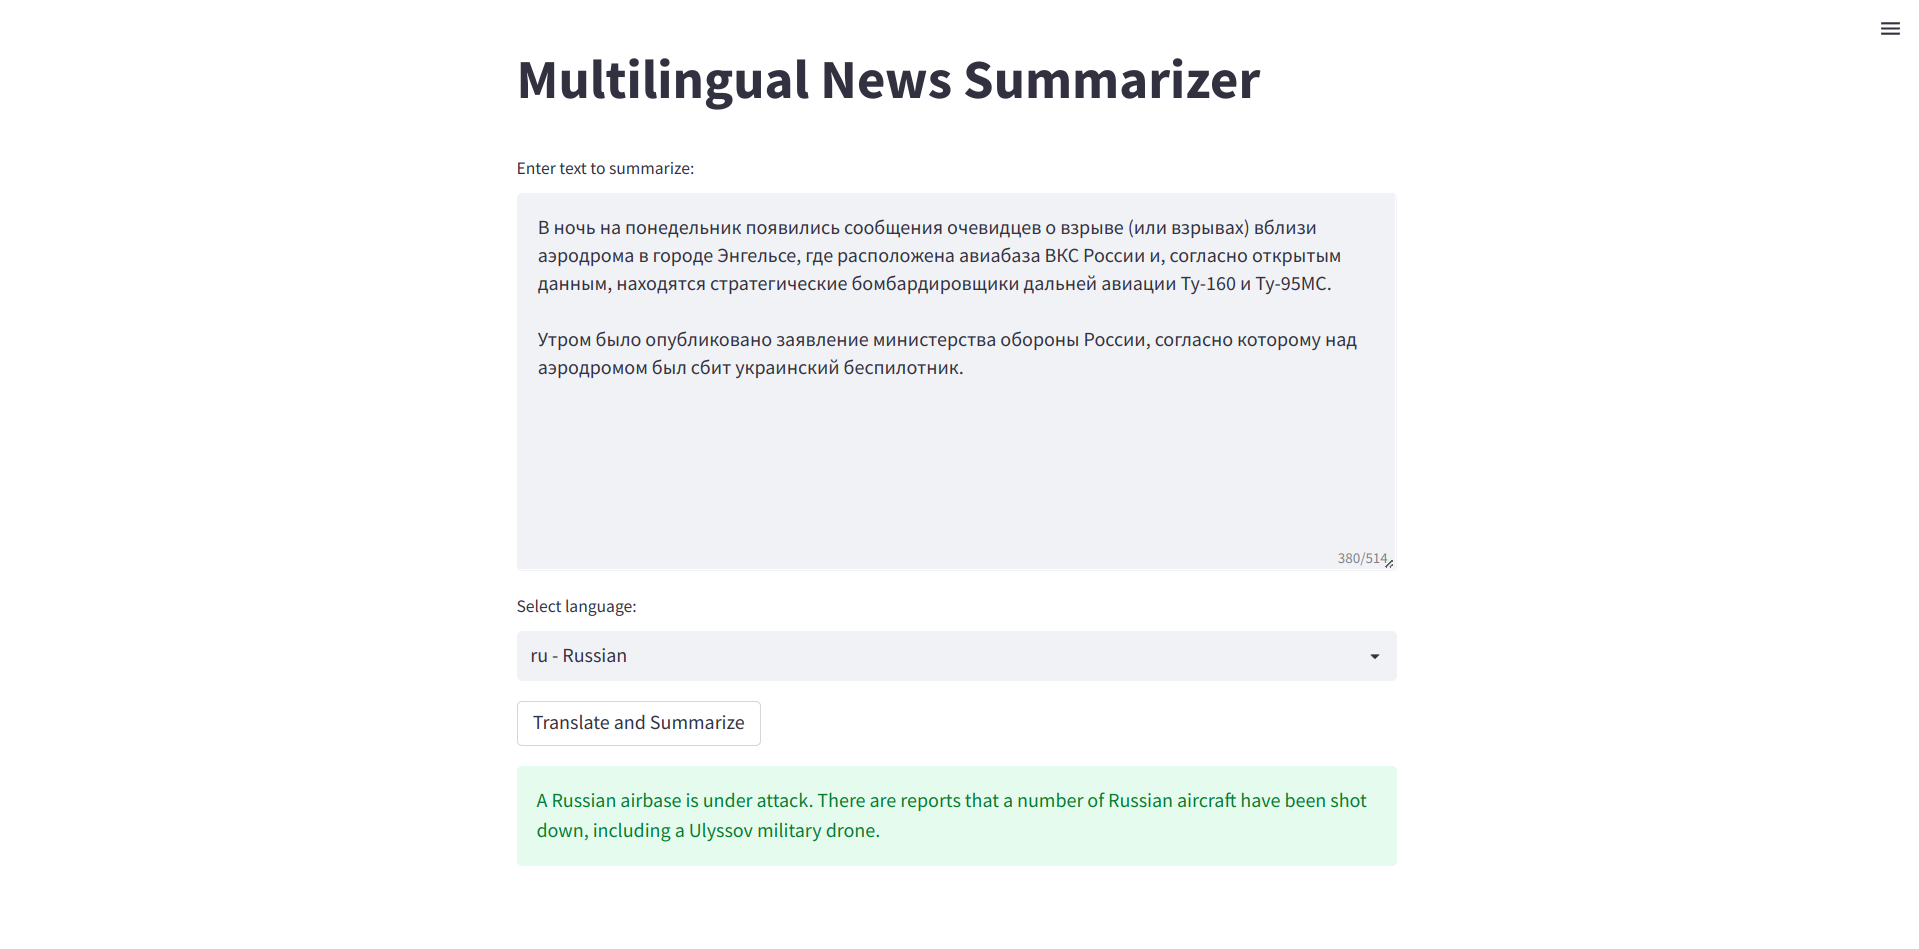 Multilingual News Summarizer
Enter text to summarize:
В ночь на понедельник появились сообщения очевидцев о взрыве (или взрывах) вблизи
аэродрома в городе Энгельсе, где расположена авиабаза ВКС России и, согласно открытым
данным, находятся стратегические бомбардировщики дальней авиации Ту-160 и Ту-95МС.
Утром было опубликовано заявление министерства обороны России, согласно которому над
аэродромом был сбит украинский беспилотник.
380/514
Select language:
ru - Russian
Translate and Summarize
A Russian airbase is under attack. There are reports that a number of Russian aircraft have been shot
down, including a Ulyssov military drone.